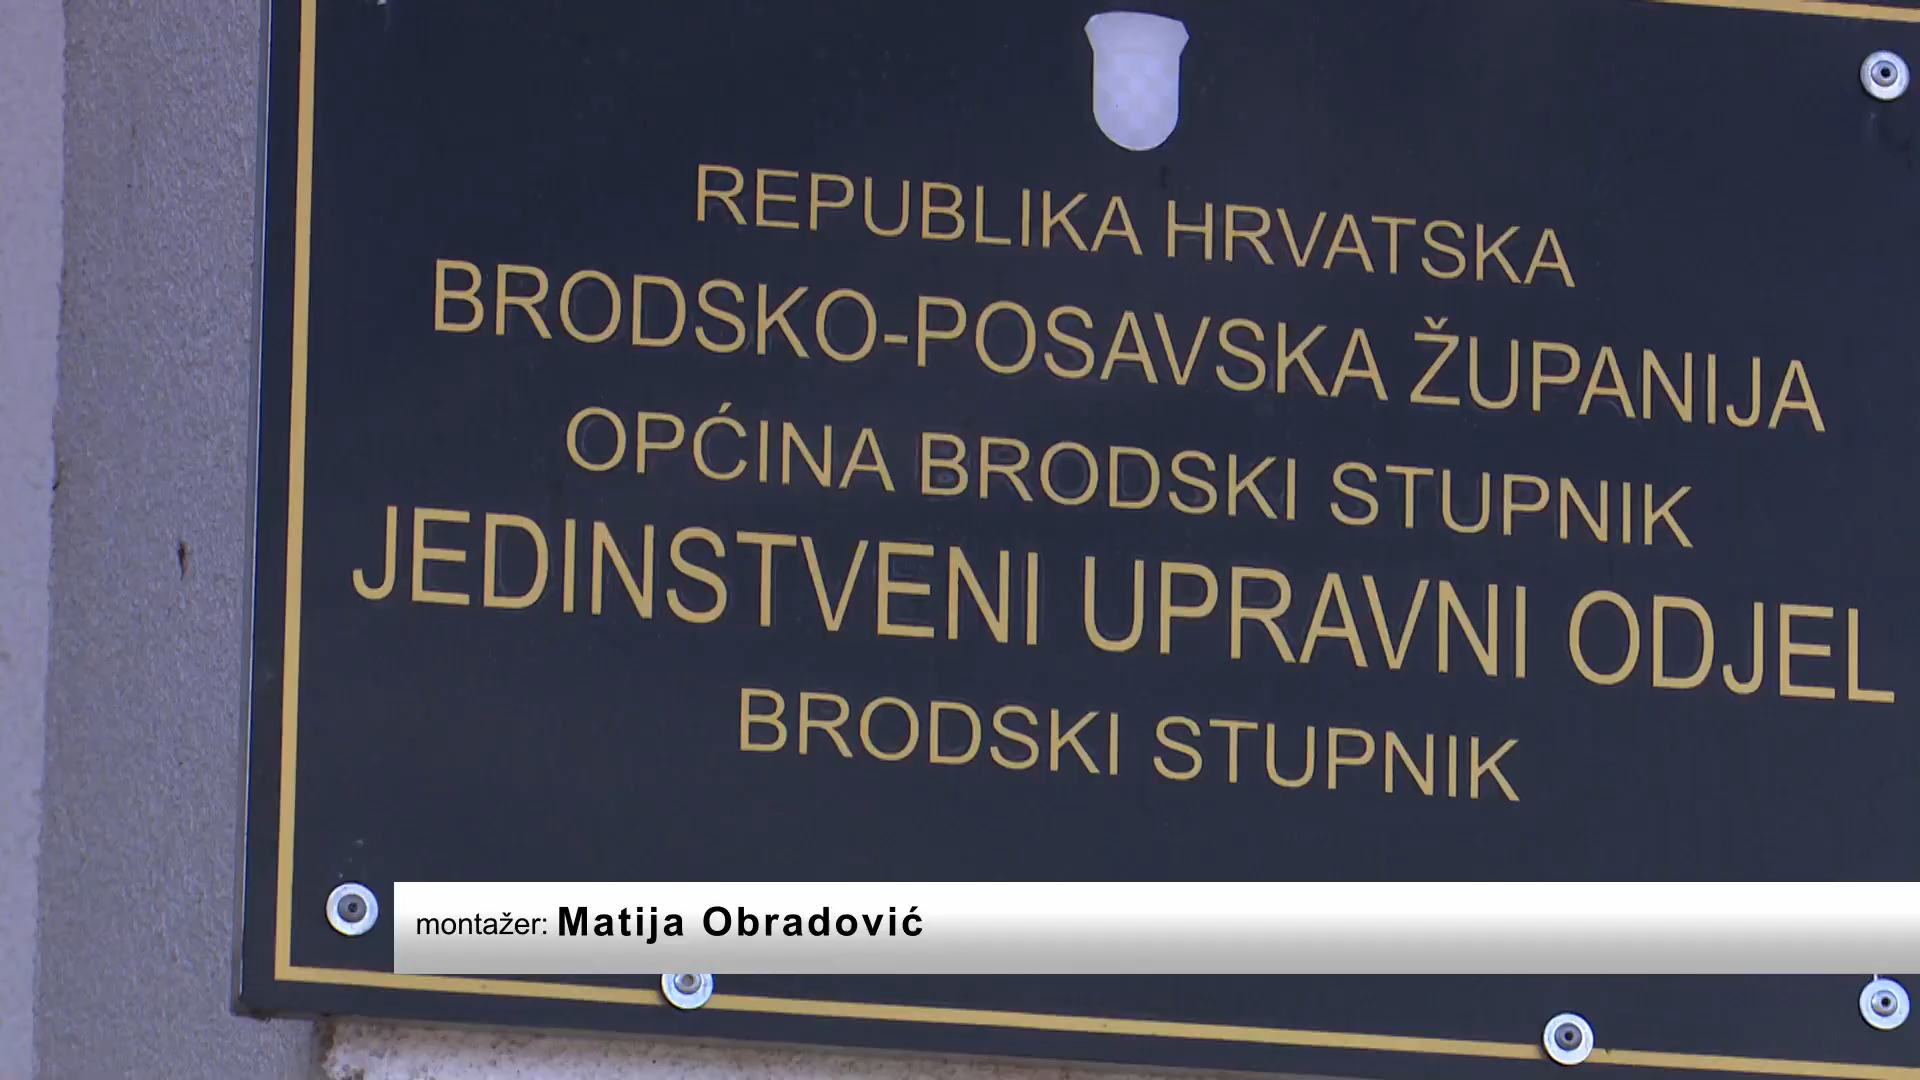 REPUBLIKA HRVATSKA
BRODSKO-POSAVSKA ŽUPANIJA
OPĆINA BRODSKI STUPNIK
JEDINSTVENI UPRAVNI ODJEL
BRODSKI STUPNIK
montažer: Matija Obradović